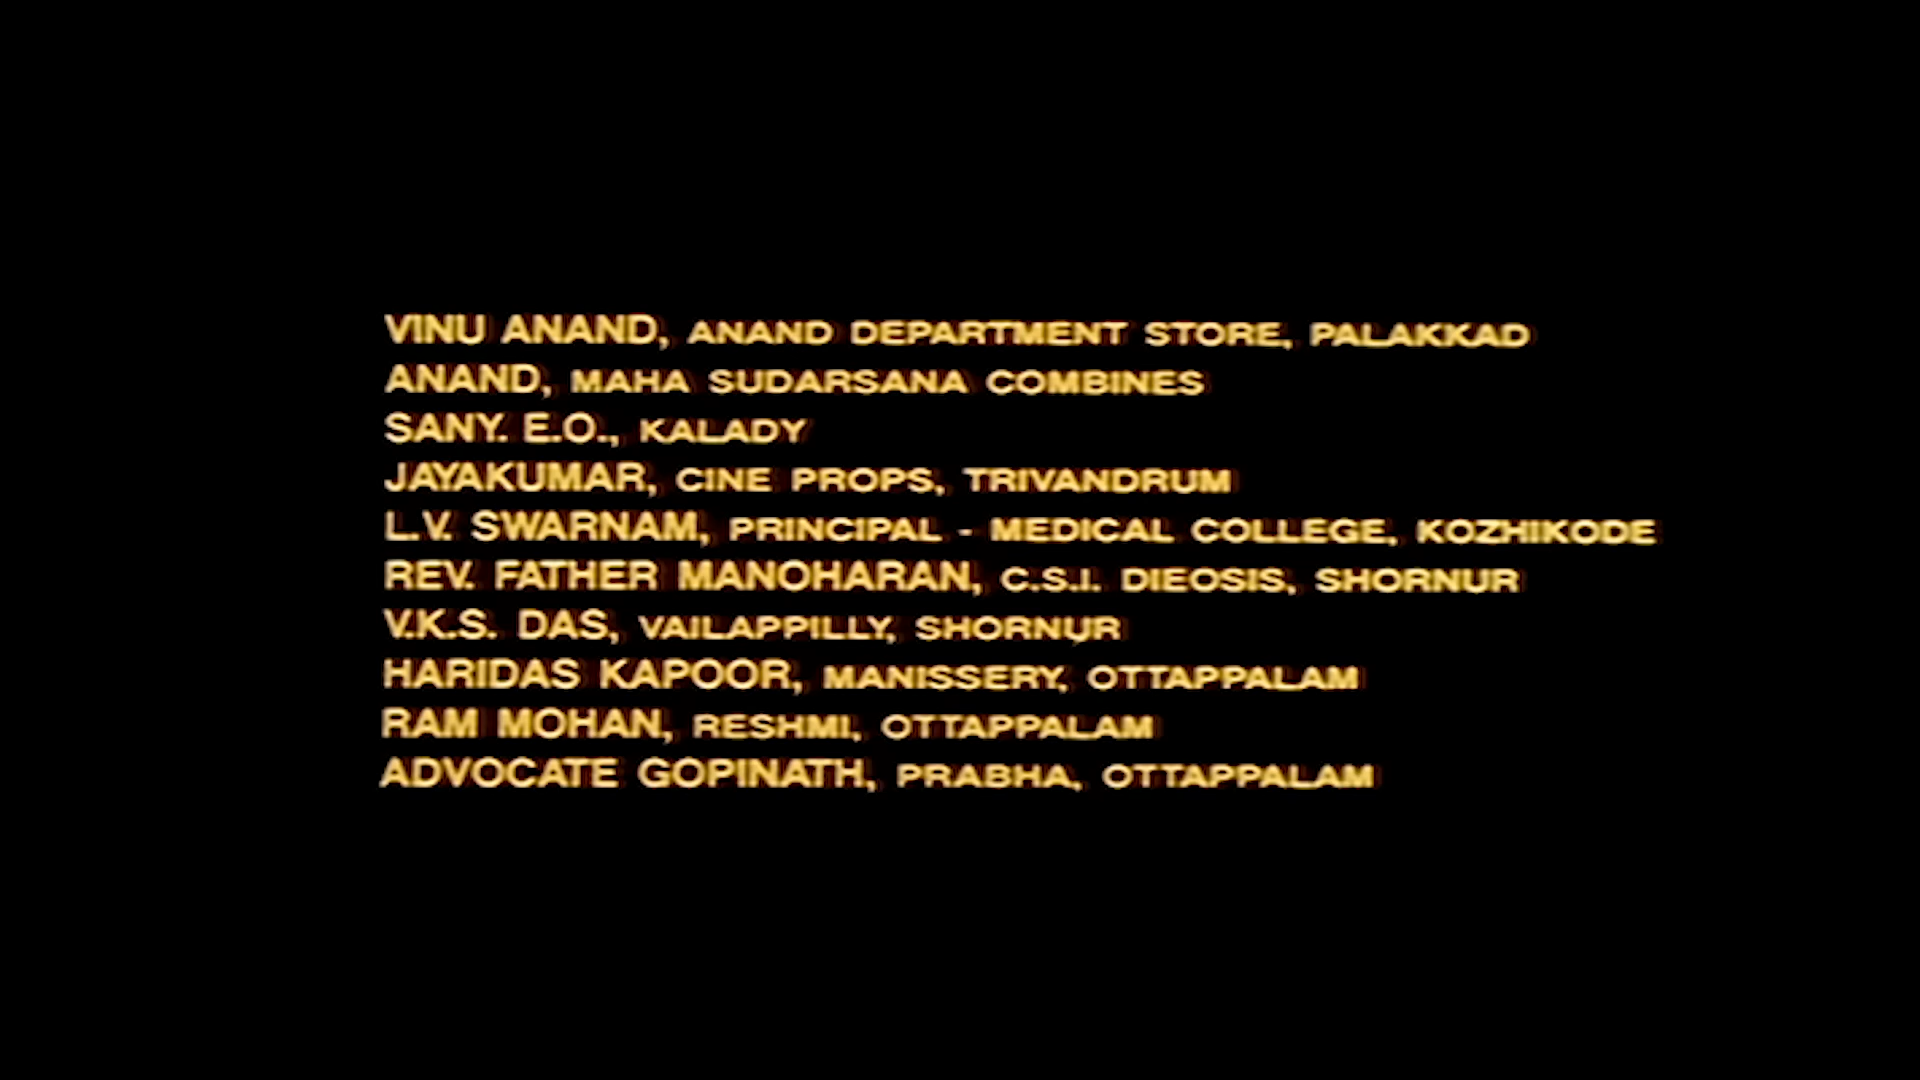 VINU ANAND, ANAND DEPARTMENT STORE, PALAKKAD
ANAND, MAHA SUDARSANA COMBINES
SANY. E.O., KALADY
JAYAKUMAR, CINE PROPS, TRIVANDRUM
L.V. SWARNAM, PRINCIPAL - MEDICAL COLLEGE, KOZHIKODE
REV. FATHER MANOHARAN, C.S.I. DIEOSIS, SHORNUR
V.K.S. DAS, VAILAPPILLY, SHORNUR
HARIDAS KAPOOR, MANISSERY, OTTAPPALAM
RAM MOHAN, RESHMI, OTTAPPALAM
ADVOCATE GOPINATH, PRABHA, OTTAPPALAM